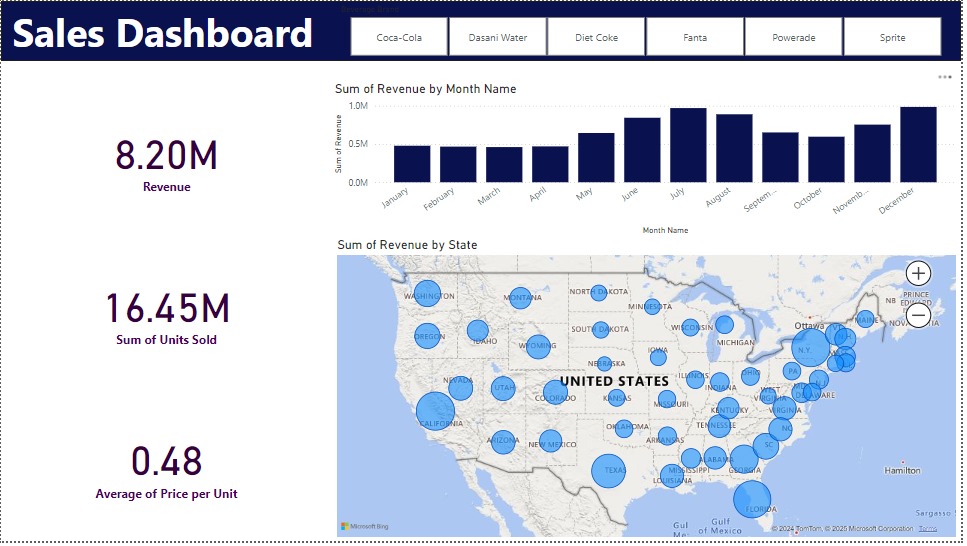 Sales Dashboard
Coca-Cola
Dasani Water
Diet Coke
Fanta
Powerade
Sprite
8.20M
Revenue
16.45M
Sum of Units Sold
0.48
Average of Price per Unit
Sum of Revenue by Month Name
Sum of Revenue
1.0M
0.5M
0.0M
January
February
March
April
May
June
July
August
Septem...
October
Novemb...
December
Month Name
Sum of Revenue by State
WASHINGTON
MONTANA
NORTH DAKOTA
MINNESOTA
OREGON
IDAHO
SOUTH DAKOTA
WISCONSIN
MICHIGAN
WYOMING
Ottawa
MAINE
NB
PRINCE
EDWARD
NOVA SCOTIA
N.Y.
IOWA
NEBRASKA
NEVADA
UTAH
COLORADO
UNITED STATES
KANSAS
MISSOURI
ILLINOIS
INDIANA
OHIO
PA
WEST
VIRGINIA
MD
N.J.
DELAWARE
VIRGINIA
KENTUCKY
CALIFORNIA
ARIZONA
NEW MEXICO
OKLAHOMA
ARKANSAS
TENNESSEE
NC
SC
TEXAS
LOUISIANA
MISSISSIPPI
ALABAMA
GEORGIA
FLORIDA
Hamilton
Sargasso
Gulf
Gulf
of Mexico
Microsoft Bing
© 2024 TomTom, © 2025 Microsoft Corporation Terms